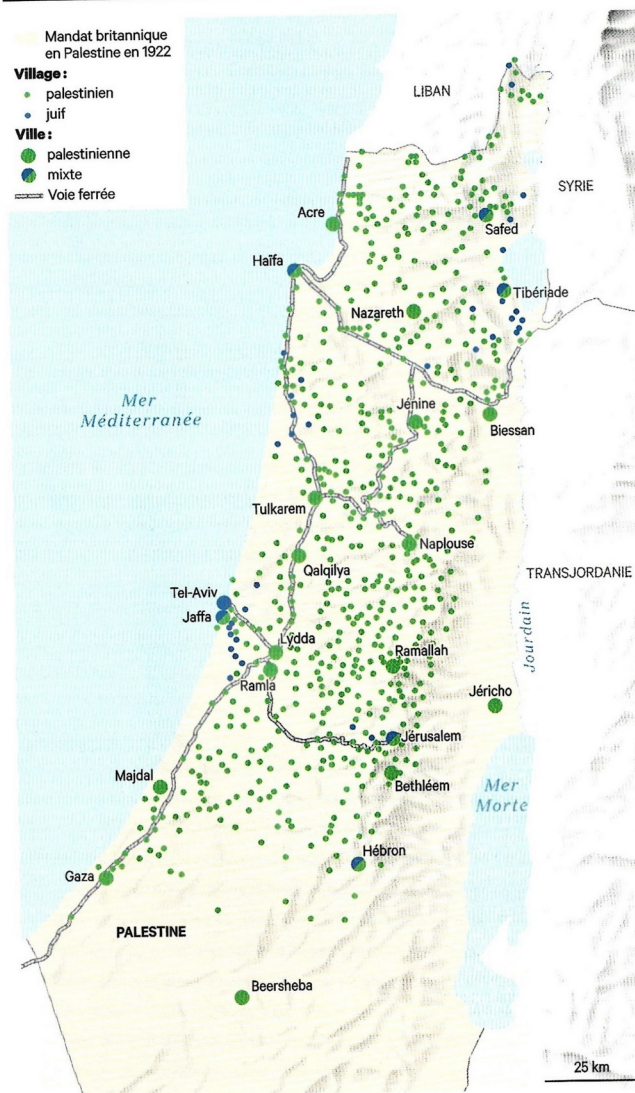 Mandat britannique
en Palestine en 1922
Village :
palestinien
juif
Ville :
palestinienne
mixte
Voie ferrée
LIBAN
SYRIE
Acre
Safed
Haïfa
Tibériade
Nazareth
Mer
Méditerranée
Jénine
Biessan
Tulkarem
Naplouse
Qalqilya
TRANSJORDANIE
Tel-Aviv
Jaffa
Jourdain
Lydda
Ramallah
Ramla
Jéricho
Jérusalem
Majdal
Bethléem
Mer
Morte
Hébron
Gaza
PALESTINE
Beersheba
25 km